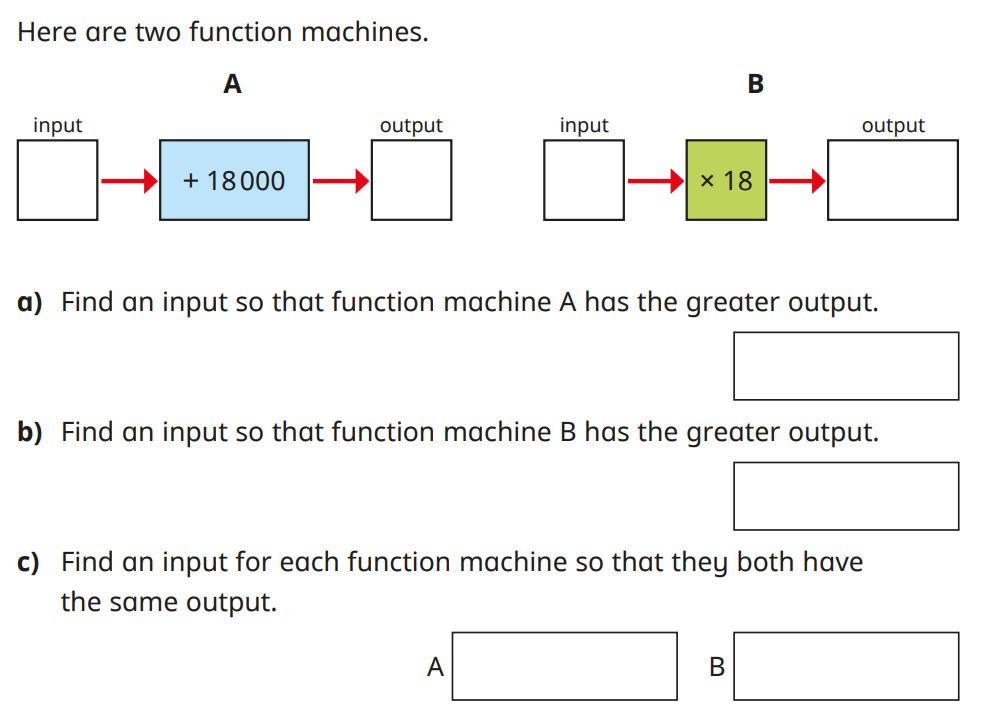 Here are two function machines.
A B
input output input output
+ 18 000 × 18
a) Find an input so that function machine A has the greater output.
b) Find an input so that function machine B has the greater output.
c) Find an input for each function machine so that they both have
the same output.
A B